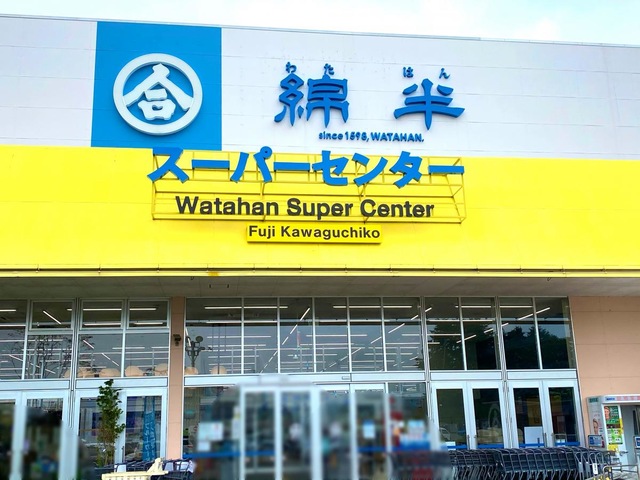 合
わた はん
綿半
since 1598, WATAHAN.
スーパーセンター
Watahan Super Center
Fuji Kawaguchiko